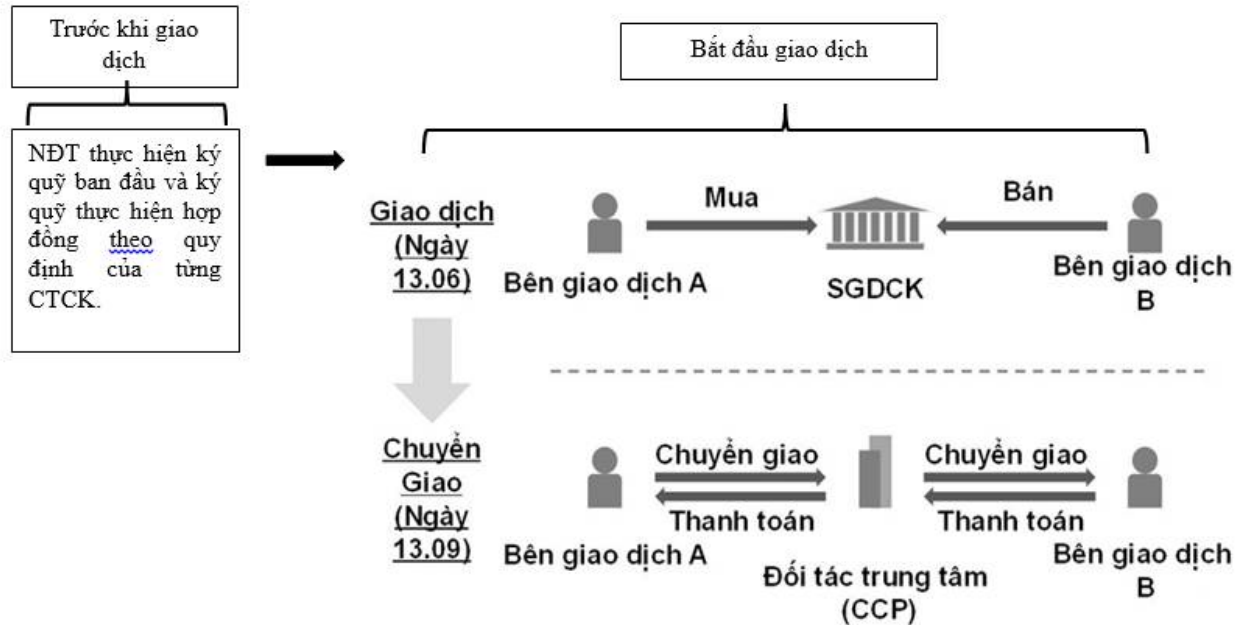 Trước khi giao
dịch
NĐT thực hiện ký
quỹ ban đầu và ký
quỹ thực hiện hợp
đồng theo quy
định của từng
CTCK.
Bắt đầu giao dịch
Giao dịch
(Ngày
13.06)
Mua
Bán
Bên giao dịch A
SGDCK
Bên giao dịch
B
Chuyển
Giao
(Ngày
13.09)
Chuyển giao
Chuyển giao
Thanh toán
Thanh toán
Bên giao dịch A
Đối tác trung tâm
(CCP)
Bên giao dịch
B